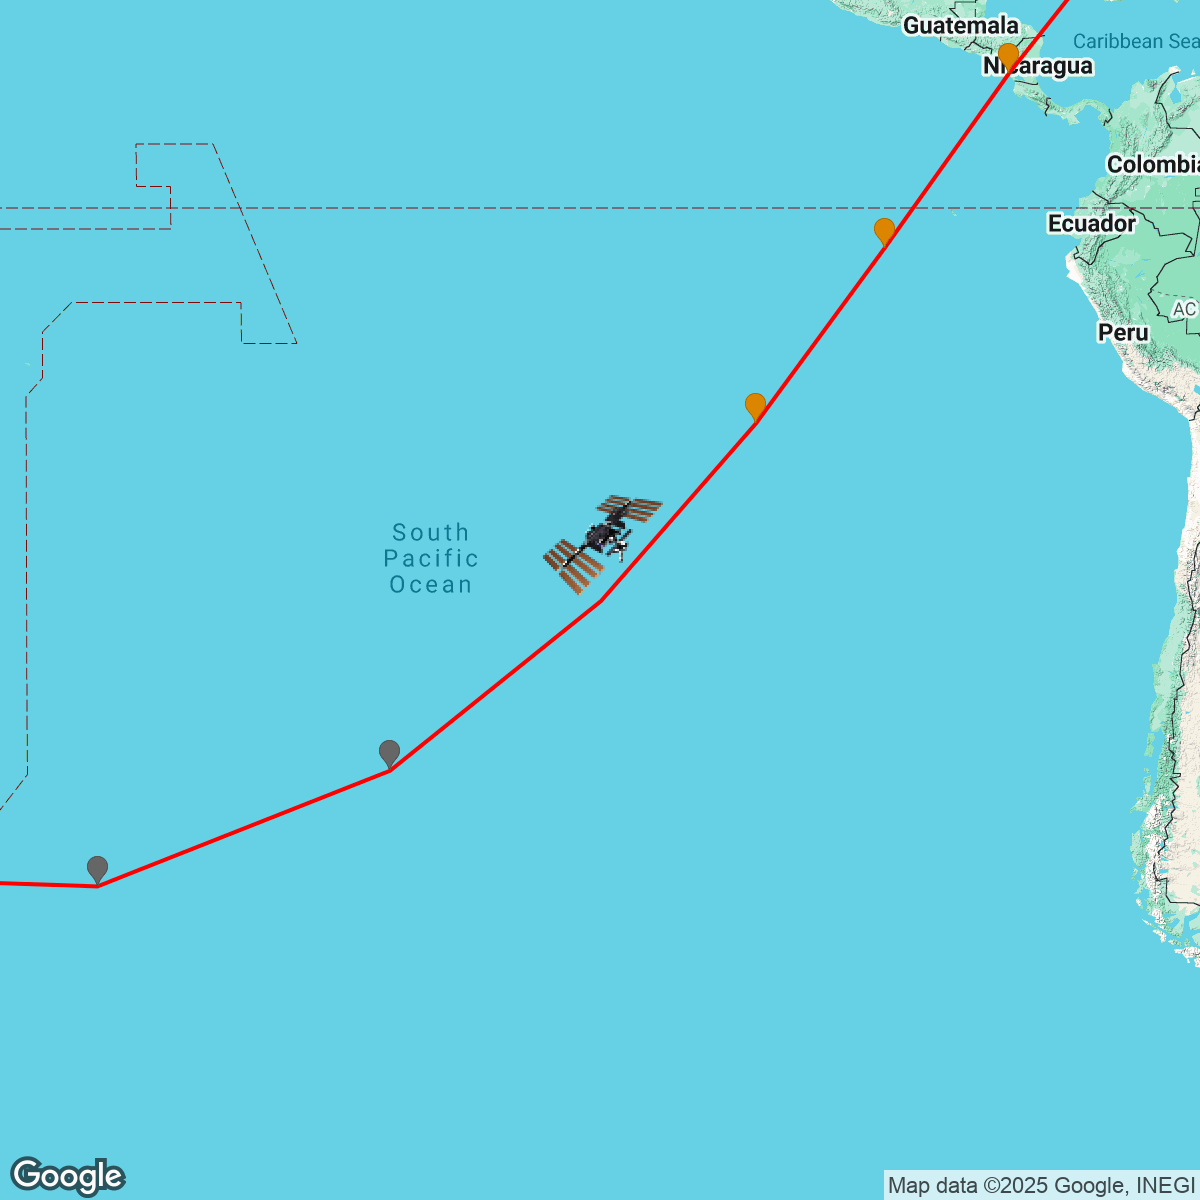 Guatemala
Caribbean Sea
Nicaragua
Colombia
Ecuador
AC
Peru
South
Pacific
Ocean
Google
Map data ©2025 Google, INEGI